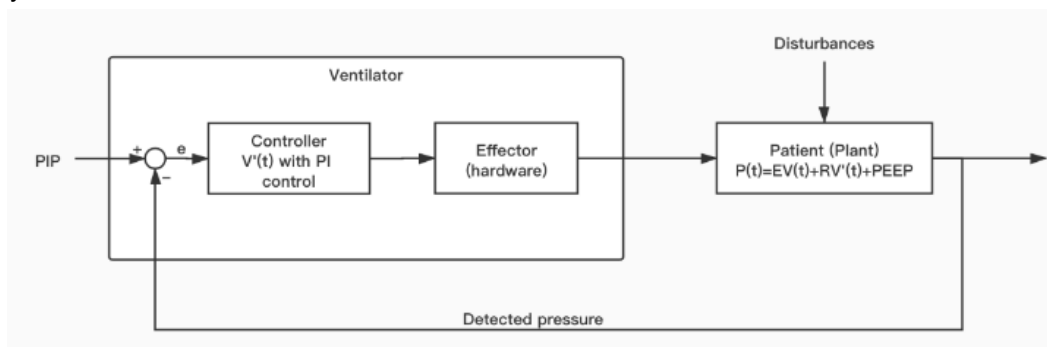 Disturbances
Ventilator
PIP
+
e
−
Controller
V'(t) with PI
control
Effector
(hardware)
Patient (Plant)
P(t)=EV(t)+RV'(t)+PEEP
Detected pressure